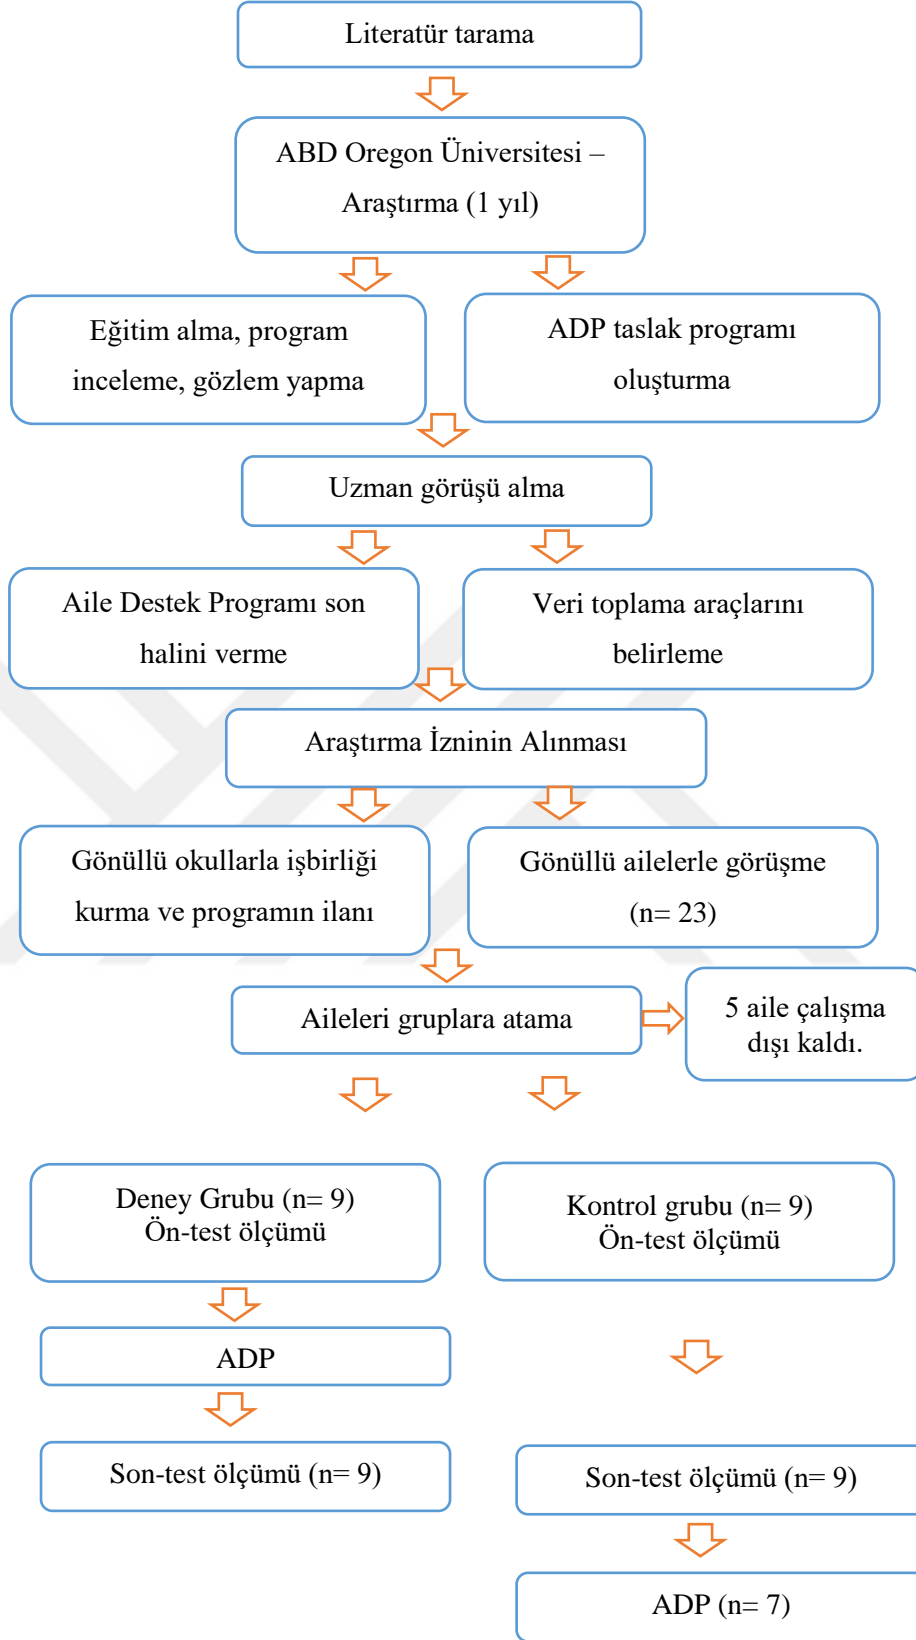 Literatür tarama
ABD Oregon Üniversitesi –
Araştırma (1 yıl)
Eğitim alma, program
inceleme, gözlem yapma
ADP taslak programı
oluşturma
Uzman görüşü alma
Aile Destek Programı son
halini verme
Veri toplama araçlarını
belirleme
Araştırma İzninin Alınması
Gönüllü okullarla işbirliği
kurma ve programın ilanı
Gönüllü ailelerle görüşme
(n= 23)
Aileleri gruplara atama
5 aile çalışma
dışı kaldı.
Deney Grubu (n= 9)
Ön-test ölçümü
Kontrol grubu (n= 9)
Ön-test ölçümü
ADP
Son-test ölçümü (n= 9)
Son-test ölçümü (n= 9)
ADP (n= 7)